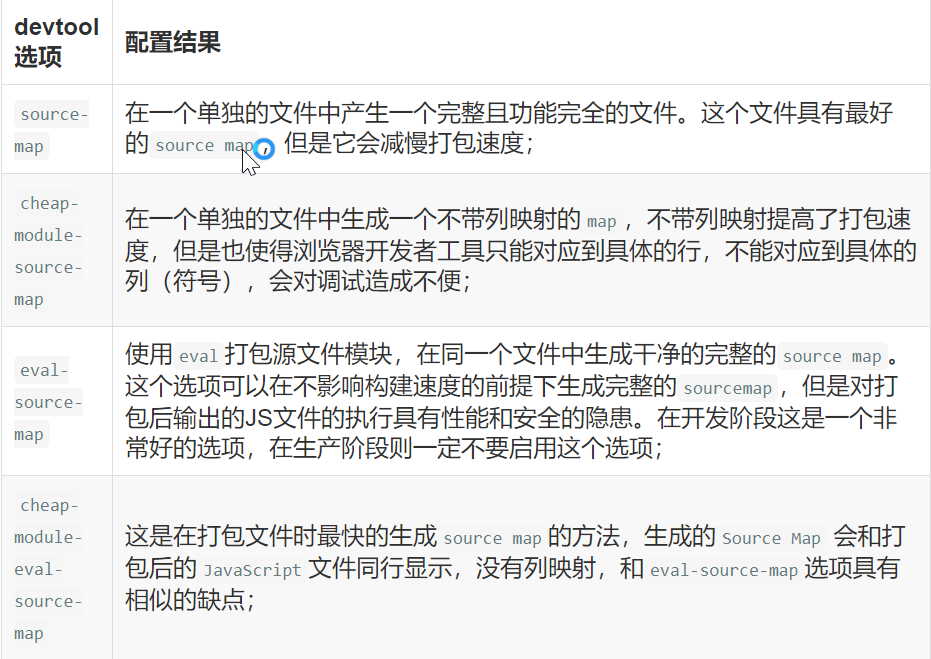 devtool
选项
配置结果
source-
map
在一个单独的文件中产生一个完整且功能完全的文件。这个文件具有最好
的 source map，但是它会减慢打包速度；
cheap-
module-
source-
map
在一个单独的文件中生成一个不带列映射的 map ，不带列映射提高了打包速
度，但是也使得浏览器开发者工具只能对应到具体的行，不能对应到具体的
列（符号），会对调试造成不便；
eval-
source-
map
使用 eval 打包源文件模块，在同一个文件中生成干净的完整的 source map 。
这个选项可以在不影响构建速度的前提下生成完整的 sourcemap ，但是对打
包后输出的JS文件的执行具有性能和安全的隐患。在开发阶段这是一个非
常好的选项，在生产阶段则一定不要启用这个选项；
cheap-
module-
eval-
source-
map
这是在打包文件时最快的生成 source map 的方法，生成的 Source Map 会和打
包后的 JavaScript 文件同行显示，没有列映射，和 eval-source-map 选项具有
相似的缺点；